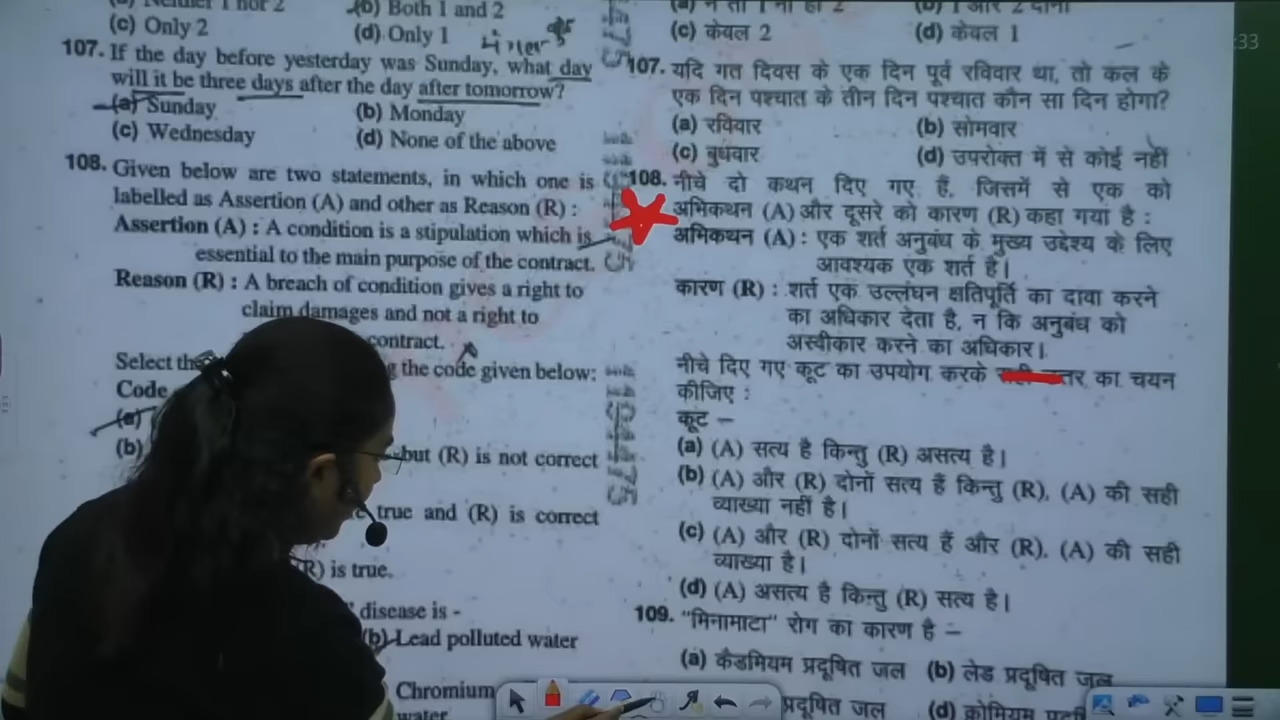 (b) Both 1 and 2
(c) Only 2
(d) Only 1
107. If the day before yesterday was Sunday, what day
will it be three days after the day after tomorrow?
(a) Sunday
(b) Monday
(c) Wednesday
(d) None of the above
108. Given below are two statements, in which one is
labelled as Assertion (A) and other as Reason (R) :
Assertion (A) : A condition is a stipulation which is
essential to the main purpose of the contract.
Reason (R) : A breach of condition gives a right to
claim damages and not a right to
contract.
Select the
the code given below:
Code
(a)
(b)
but (R) is not correct
true and (R) is correct
(R) is true.
disease is -
(b) Lead polluted water
Chromium
water
(c) केवल 2
(d) केवल 1
107. यदि गत दिवस के एक दिन पूर्व रविवार था, तो कल के
एक दिन पश्चात के तीन दिन पश्चात कौन सा दिन होगा?
(a) रविवार
(b) सोमवार
(c) बुधवार
(d) उपरोक्त में से कोई नहीं
108. नीचे दो कथन दिए गए हैं, जिसमें से एक को
अभिकथन (A) और दूसरे को कारण (R) कहा गया है :
अभिकथन (A) : एक शर्त अनुबंध के मुख्य उद्देश्य के लिए
आवश्यक एक शर्त है।
कारण (R) : शर्त एक उल्लंघन क्षतिपूर्ति का दावा करने
का अधिकार देता है, न कि अनुबंध को
अस्वीकार करने का अधिकार।
नीचे दिए गए कूट का उपयोग करके का चयन
कीजिए :
कूट –
(a) (A) सत्य है किन्तु (R) असत्य है।
(b) (A) और (R) दोनों सत्य हैं किन्तु (R), (A) की सही
व्याख्या नहीं है।
(c) (A) और (R) दोनों सत्य हैं और (R), (A) की सही
व्याख्या है।
(d) (A) असत्य है किन्तु (R) सत्य है।
109. "मिनामाटा" रोग का कारण है –
(a) कैडमियम प्रदूषित जल
(b) लेड प्रदूषित जल
प्रदूषित जल
(d) क्रोमियम
:33